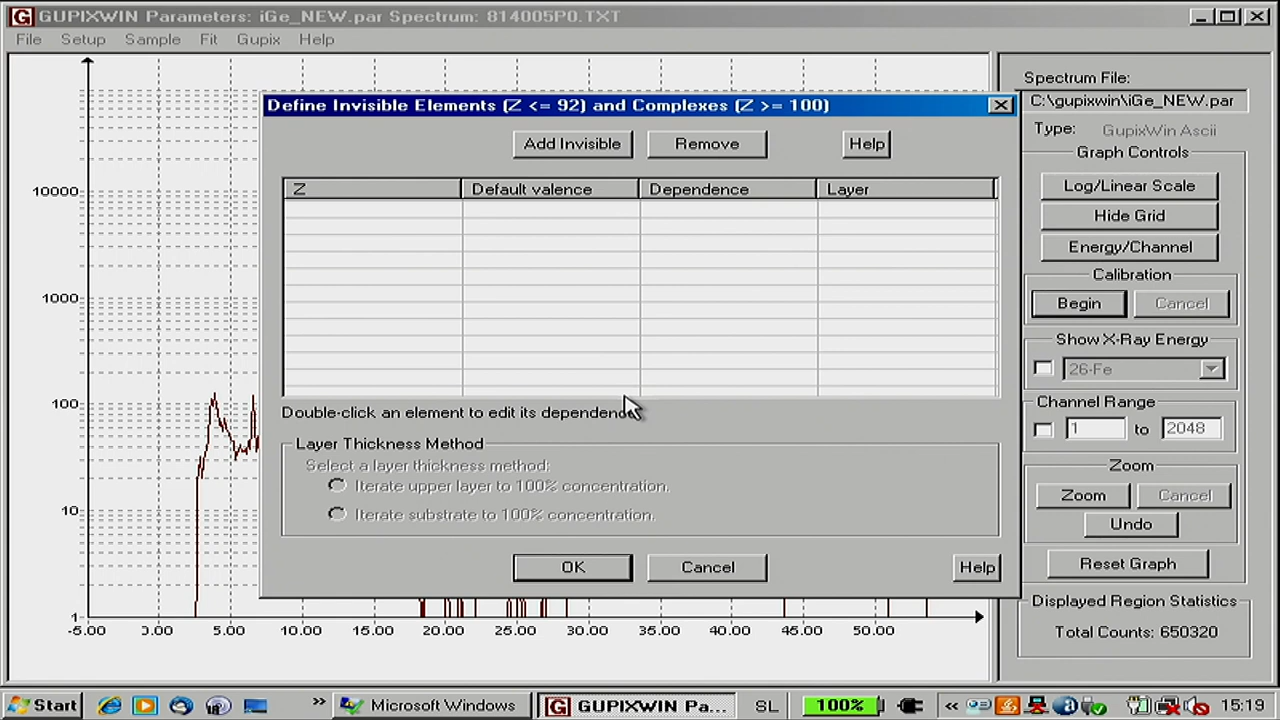 GUPIXWIN Parameters: iGe_NEW.par Spectrum: 814005P0.TXT
File Setup Sample Fit Gupix Help
Define Invisible Elements (Z <= 92) and Complexes (Z >= 100)
Add Invisible Remove Help
Z Default valence Dependence Layer
Double-click an element to edit its dependence
Layer Thickness Method
Select a layer thickness method:
Iterate upper layer to 100% concentration.
Iterate substrate to 100% concentration.
OK Cancel Help
10000
1000
100
10
1
-5.00 3.00 5.00 10.00 15.00 20.00 25.00 30.00 35.00 40.00 45.00 50.00
Spectrum File:
C:\gupixwin\iGe_NEW.par
Type: GupixWin Ascii
Graph Controls
Log/Linear Scale
Hide Grid
Energy/Channel
Calibration
Begin Cancel
Show X-Ray Energy
26-Fe
Channel Range
1 to 2048
Zoom
Zoom Cancel
Undo
Reset Graph
Displayed Region Statistics
Total Counts: 650320
Start » Microsoft Windows GUPIXWIN Pa... SL 100% « 15:19